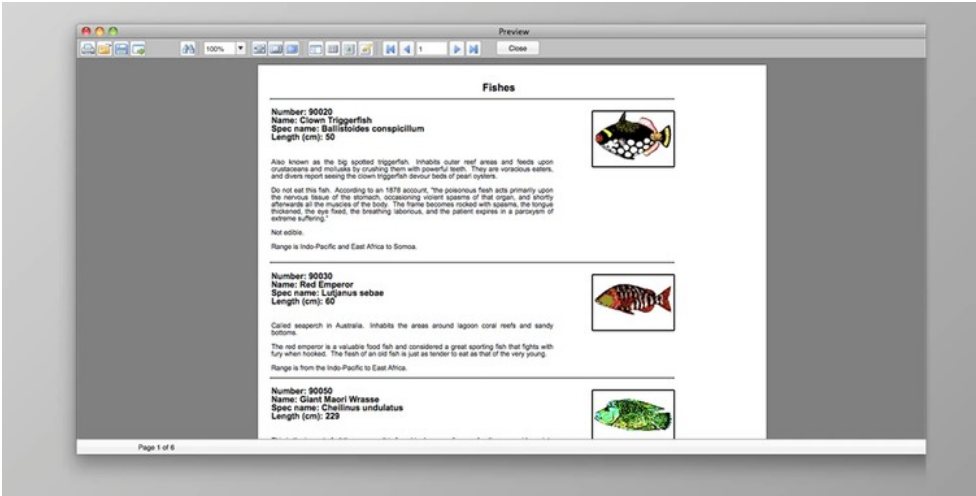 Preview
100%
1
Close
Fishes
Number: 90020
Name: Clown Triggerfish
Spec name: Ballistoides conspicillum
Length (cm): 50
Also known as the big spotted triggerfish. Inhabits outer reef areas and feeds upon
crustaceans and mollusks by crushing them with powerful teeth. They are voracious eaters,
and divers report seeing the clown triggerfish devour beds of pearl oysters.
Do not eat this fish. According to an 1878 account, "the poisonous flesh acts primarily upon
the nervous tissue of the stomach, occasioning violent spasms of that organ, and shortly
afterwards all the muscles of the body. The frame becomes rocked with spasms, the tongue
thickened, the eye fixed, the breathing laborious, and the patient expires in a paroxysm of
extreme suffering."
Not edible.
Range is Indo-Pacific and East Africa to Somoa.
Number: 90030
Name: Red Emperor
Spec name: Lutjanus sebae
Length (cm): 60
Called seaperch in Australia. Inhabits the areas around lagoon coral reefs and sandy
bottoms.
The red emperor is a valuable food fish and considered a great sporting fish that fights with
fury when hooked. The flesh of an old fish is just as tender to eat as that of the very young.
Range is from the Indo-Pacific to East Africa.
Number: 90050
Name: Giant Maori Wrasse
Spec name: Cheilinus undulatus
Length (cm): 229
Page 1 of 6